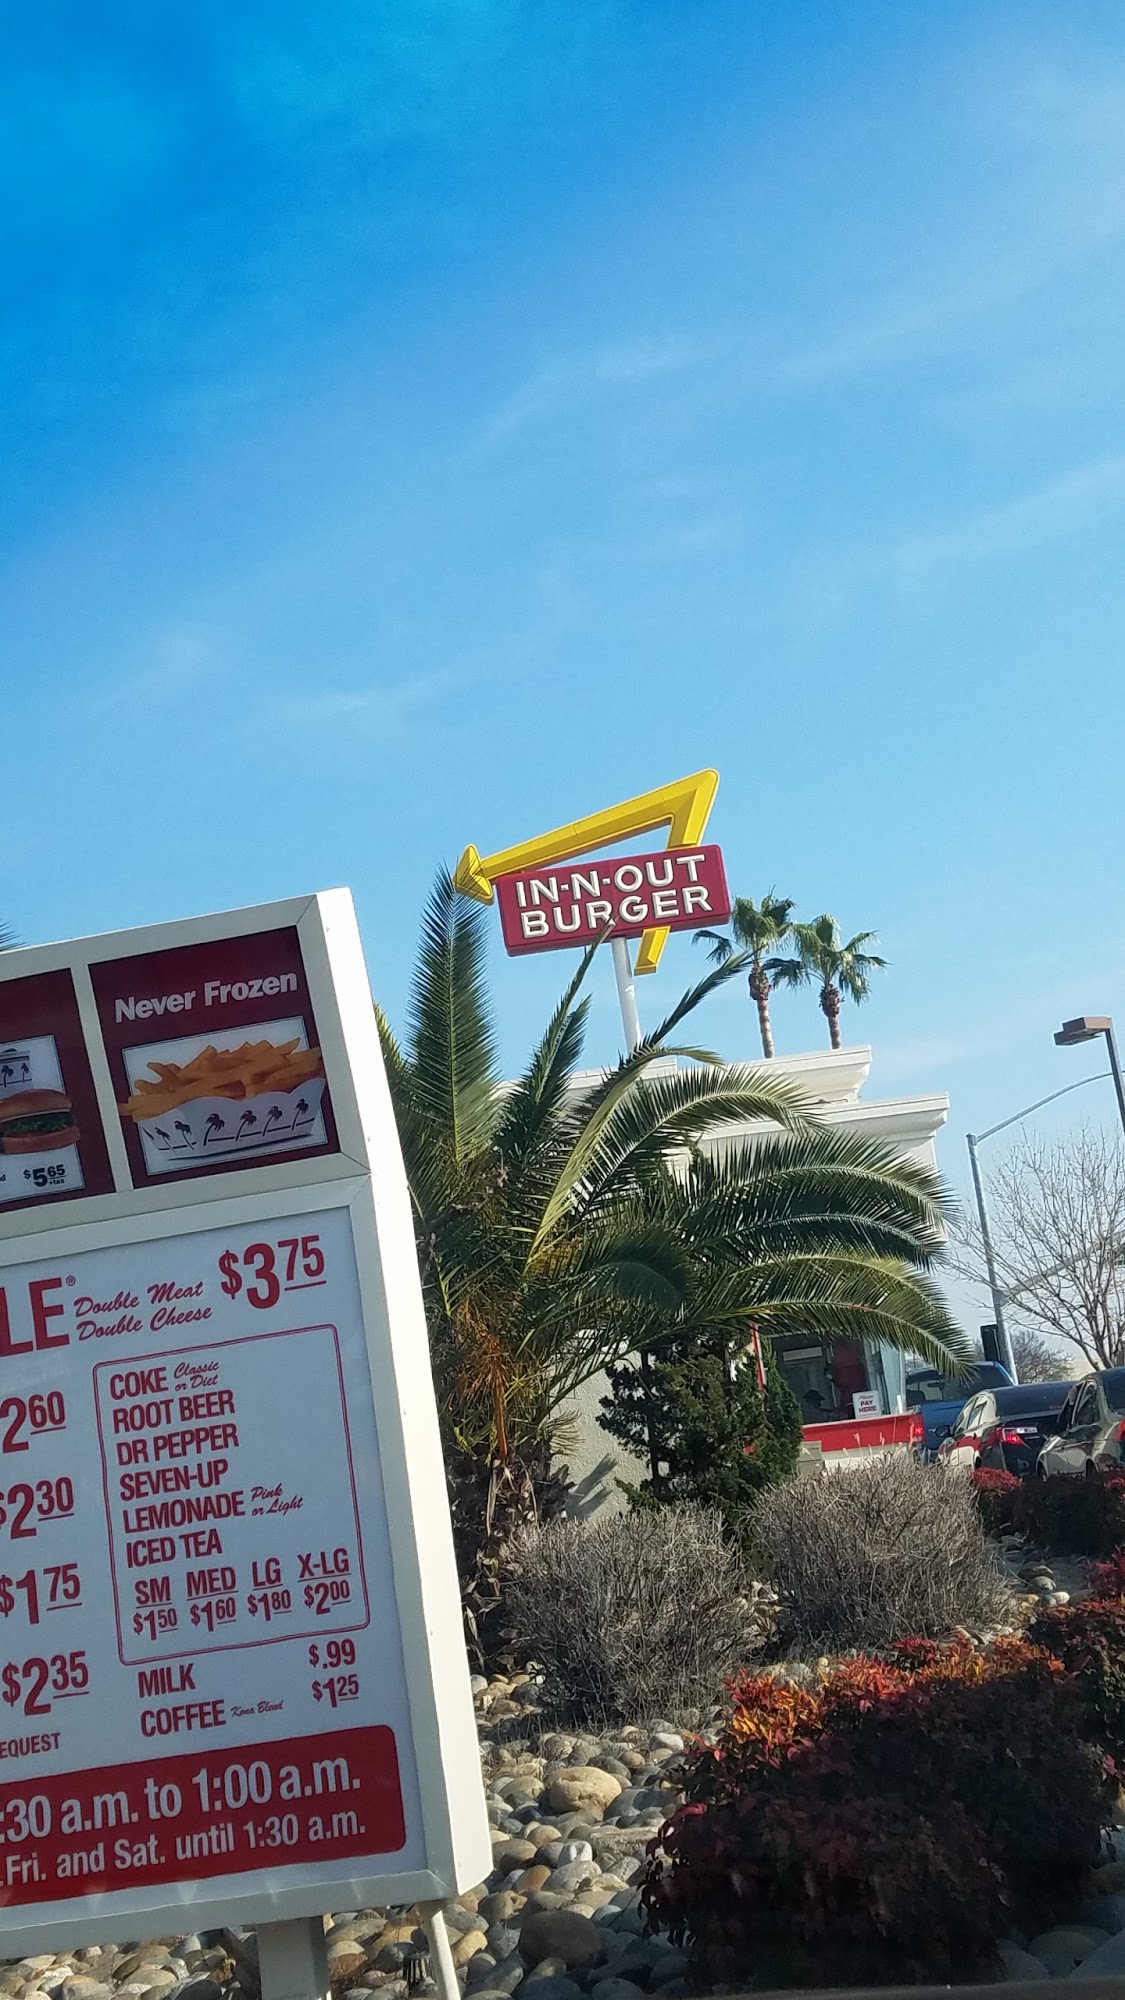 IN-N-OUT
BURGER
Never Frozen
$5.65
+tax
LE® Double Meat Double Cheese $3.75
2.60
$2.30
$1.75
$2.35
EQUEST
COKE Classic or Diet
ROOT BEER
DR PEPPER
SEVEN-UP
LEMONADE Pink or Light
ICED TEA
SM MED LG X-LG
$1.50 $1.60 $1.80 $2.00
MILK $.99
COFFEE Kona Blend $1.25
:30 a.m. to 1:00 a.m.
.Fri. and Sat. until 1:30 a.m.
Please
PAY
HERE